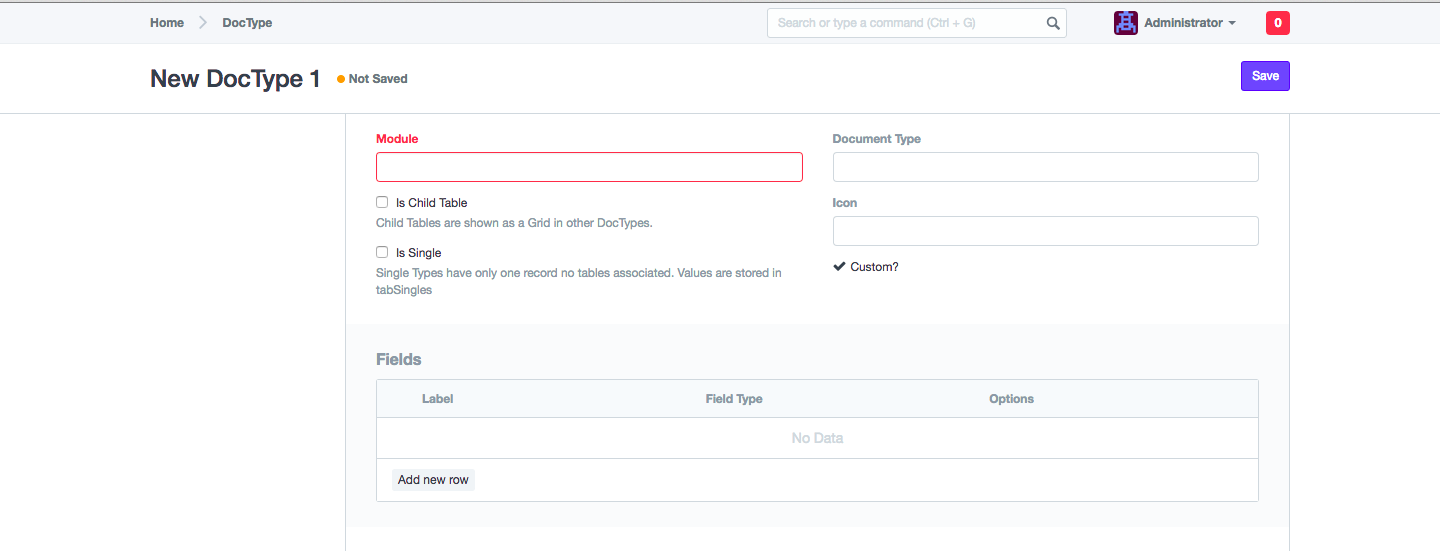 Home DocType Search or type a command (Ctrl + G) Administrator 0
New DocType 1 Not Saved Save
Module
Document Type
Is Child Table
Child Tables are shown as a Grid in other DocTypes.
Icon
Is Single
Single Types have only one record no tables associated. Values are stored in
tabSingles
Custom?
Fields
Label Field Type Options
No Data
Add new row